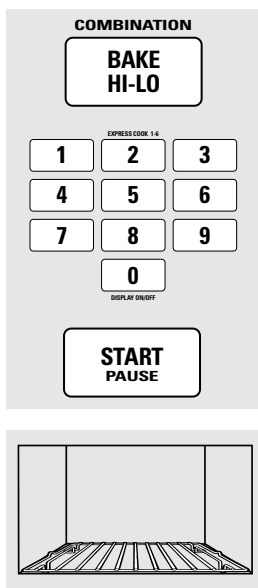 COMBINATION
BAKE
HI-LO
EXPRESS COOK 1-6
1 2 3
4 5 6
7 8 9
0
DISPLAY ON/OFF
START
PAUSE